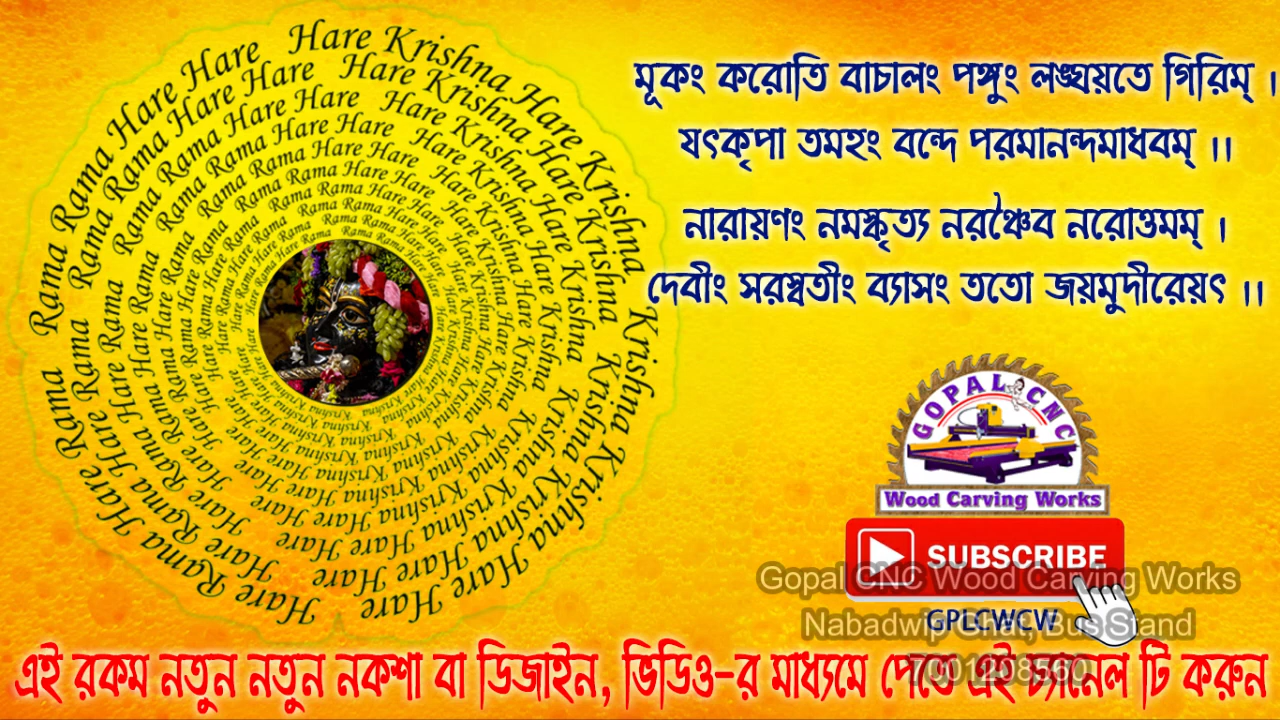 Hare Krishna Hare Krishna Krishna Krishna Hare Hare
Hare Rama Hare Rama Rama Rama Hare Hare
মূকং করোতি বাচালং পঙ্গুং লঙ্ঘয়তে গিরিম্ ।
যৎকৃপা তমহং বন্দে পরমানন্দমাধবম্ ।।
নারায়ণং নমস্কৃত্য নরঞ্চৈব নরোত্তমম্ ।
দেবীং সরস্বতীং ব্যাসং ততো জয়মুদীরেয়ৎ ।।
GOPAL CNC
Wood Carving Works
SUBSCRIBE
Gopal CNC Wood Carving Works
GPLCWCW
Nabadwip Ghat, Bus Stand
7001208560
এই রকম নতুন নতুন নকশা বা ডিজাইন, ভিডিও-র মাধ্যমে পেতে এই চ্যানেল টি করুন